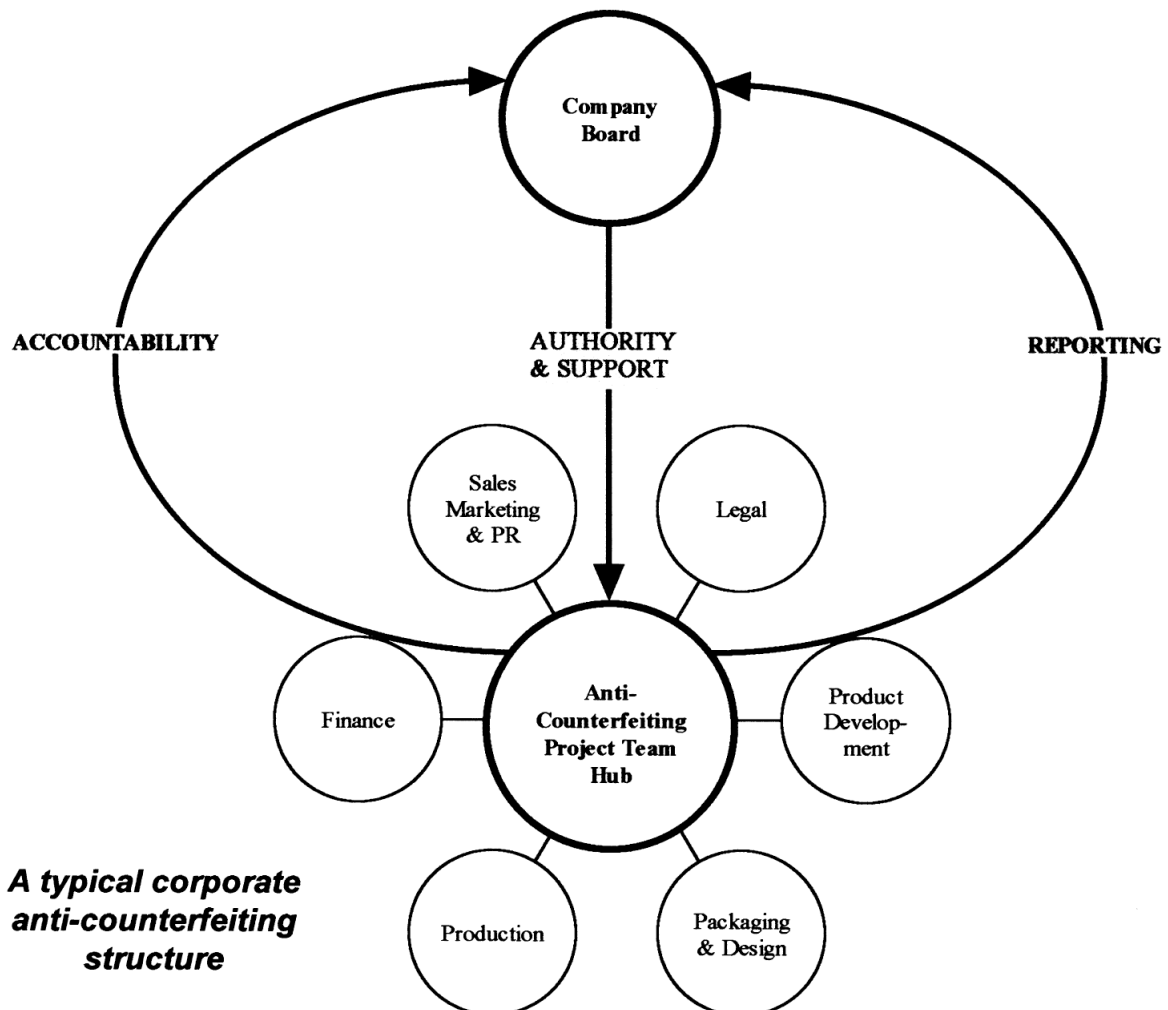 Company
Board
ACCOUNTABILITY
AUTHORITY
& SUPPORT
REPORTING
Sales
Marketing
& PR
Legal
Finance
Anti-
Counterfeiting
Project Team
Hub
Product
Develop-
ment
Production
Packaging
& Design
A typical corporate
anti-counterfeiting
structure